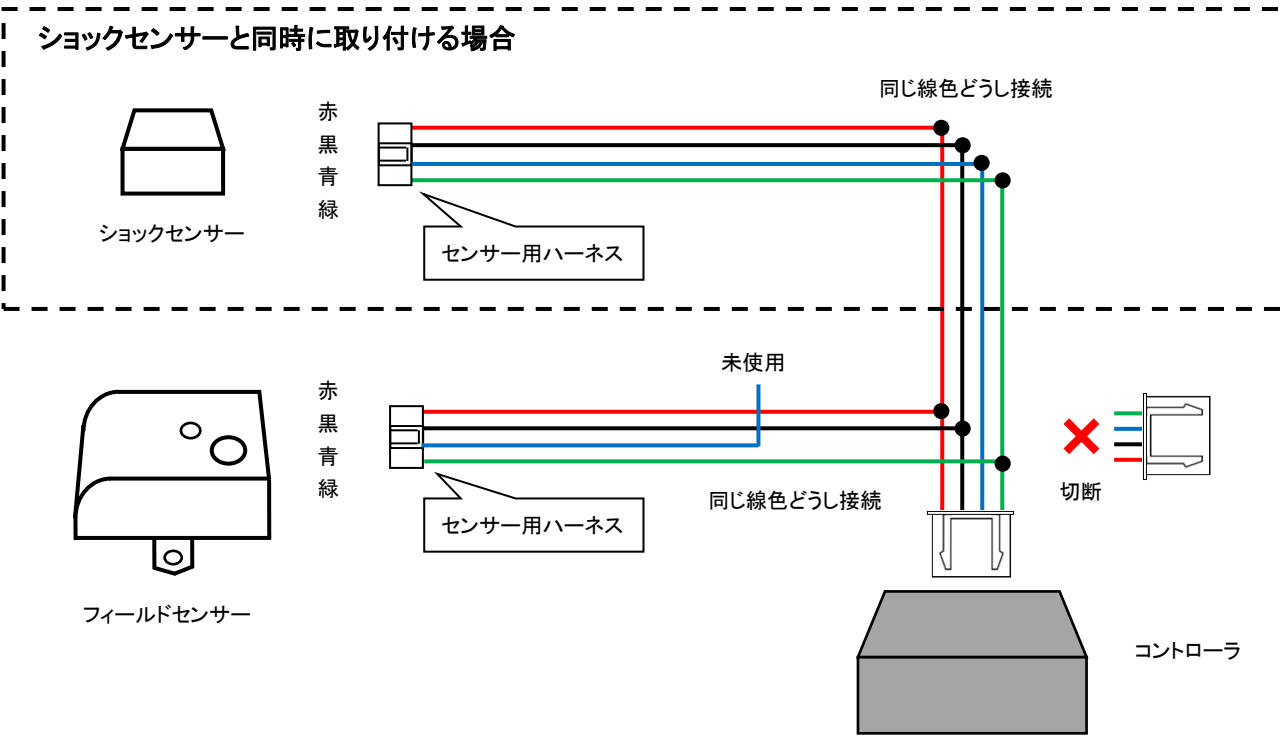 ショックセンサーと同時に取り付ける場合
同じ線色どうし接続
赤
黒
青
緑
ショックセンサー
センサー用ハーネス
未使用
赤
黒
青
緑
切断
同じ線色どうし接続
センサー用ハーネス
フィールドセンサー
コントローラ